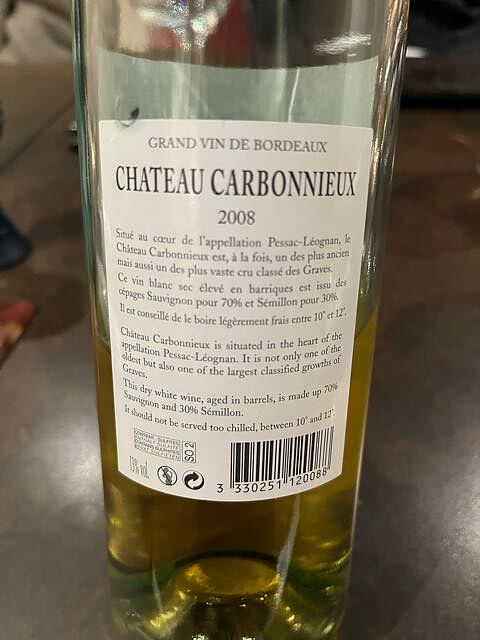 GRAND VIN DE BORDEAUX
CHATEAU CARBONNIEUX
2008
Situé au cœur de l'appellation Pessac-Léognan, le
Château Carbonnieux est, à la fois, un des plus ancien
mais aussi un des plus vaste cru classé des Graves.
Ce vin blanc sec élevé en barriques est issu des
cépages Sauvignon pour 70% et Sémillon pour 30%.
Il est conseillé de le boire légèrement frais entre 10° et 12°.
Château Carbonnieux is situated in the heart of the
appellation Pessac-Léognan. It is not only one of the
oldest but also one of the largest classified growths of
Graves.
This dry white wine, aged in barrels, is made up 70%
Sauvignon and 30% Sémillon.
It should not be served too chilled, between 10° and 12°.
SO2
13% VOL.
3 330251 120088